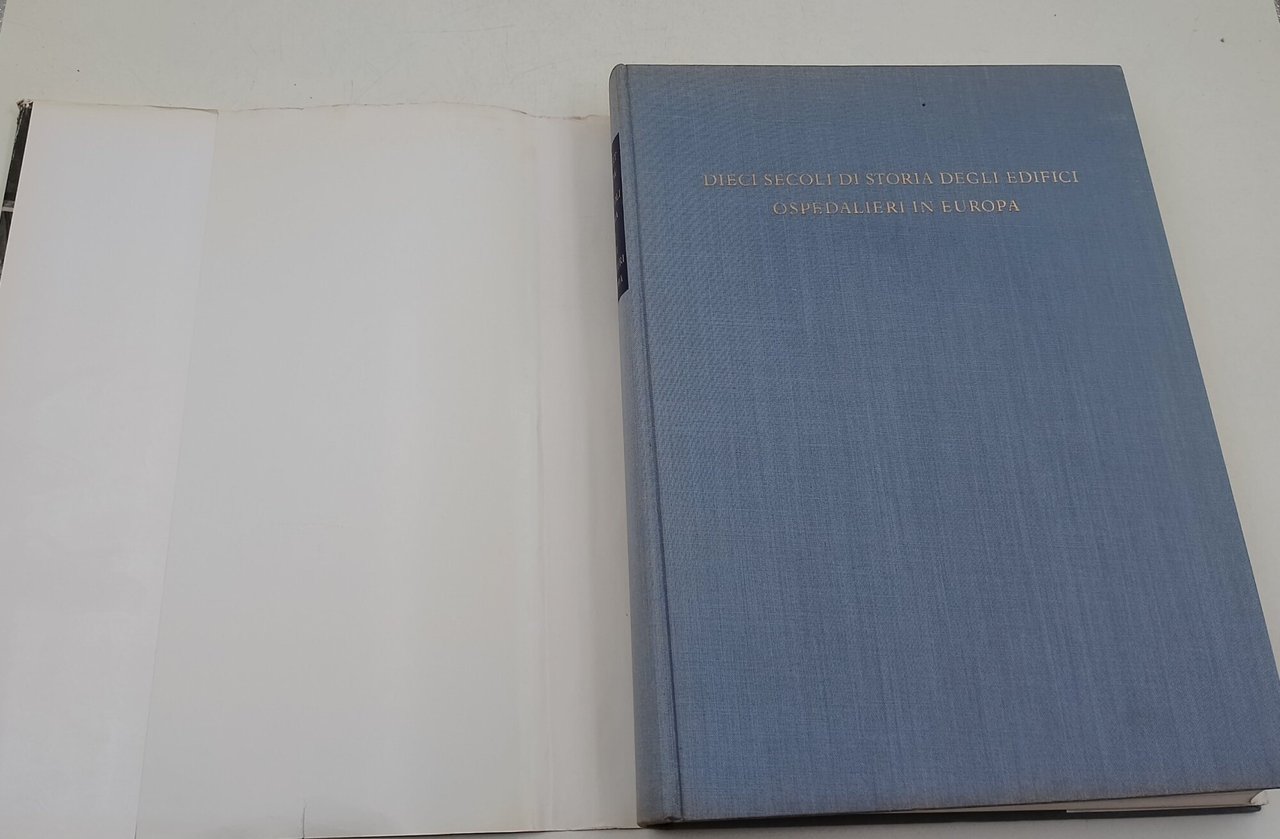 DIECI SECOLI DI STORIA DEGLI EDIFICI
OSPEDALIERI IN EUROPA